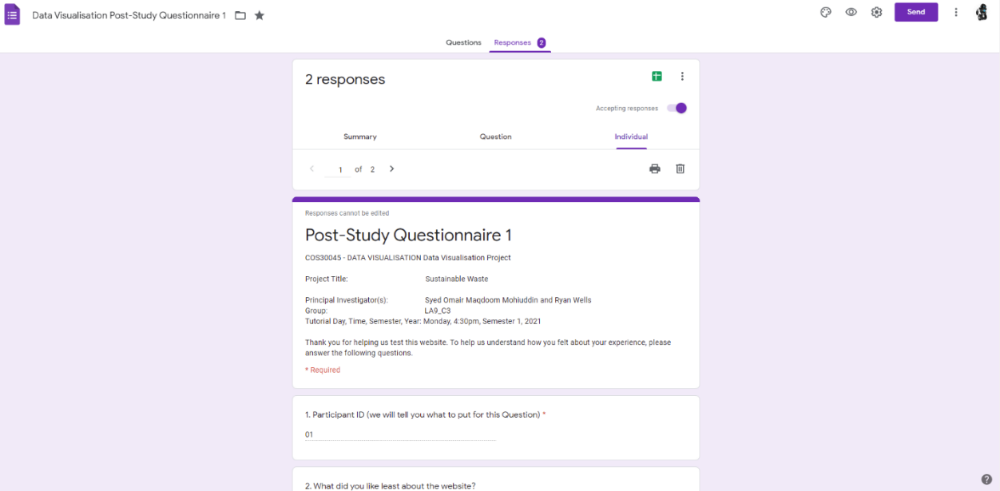 Data Visualisation Post-Study Questionnaire 1
Send
Questions Responses 2
2 responses
Accepting responses
Summary Question Individual
1 of 2
Responses cannot be edited
Post-Study Questionnaire 1
COS30045 - DATA VISUALISATION Data Visualisation Project
Project Title: Sustainable Waste
Principal Investigator(s): Syed Omair Maqdoom Mohiuddin and Ryan Wells
Group: LA9_C3
Tutorial Day, Time, Semester, Year: Monday, 4:30pm, Semester 1, 2021
Thank you for helping us test this website. To help us understand how you felt about your experience, please
answer the following questions.
* Required
1. Participant ID (we will tell you what to put for this Question) *
01
2. What did you like least about the website?